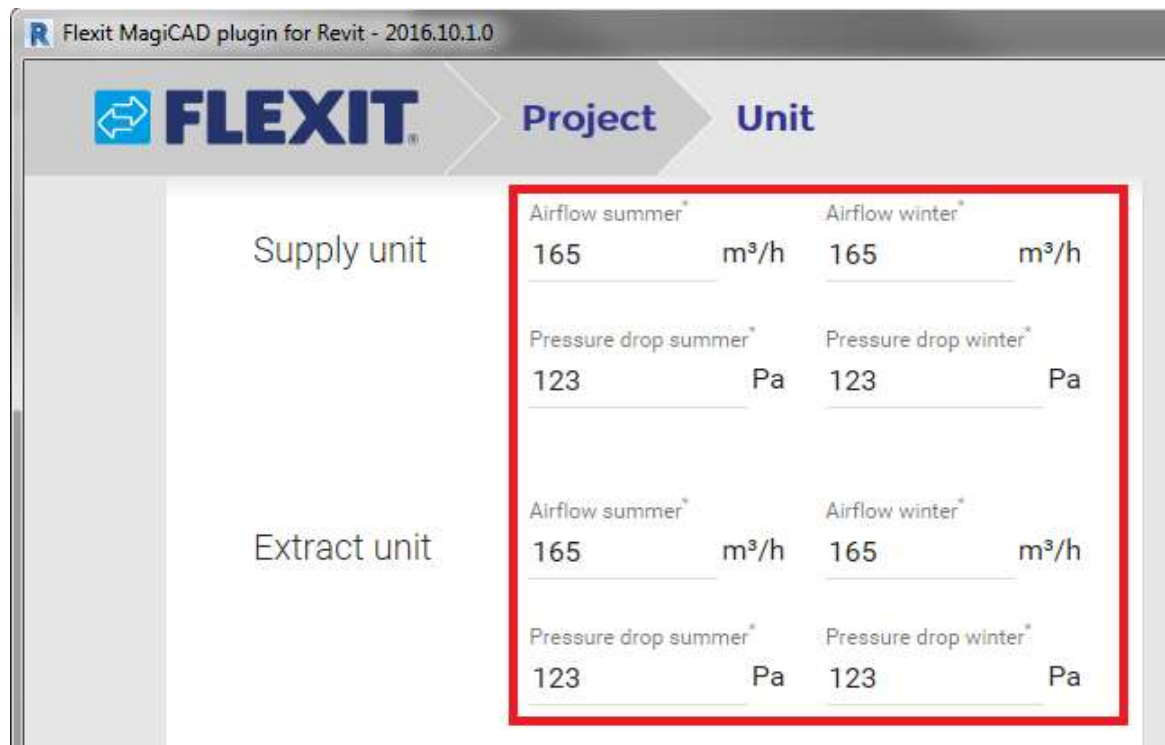 Flexit MagiCAD plugin for Revit - 2016.10.1.0
FLEXIT® Project Unit
Airflow summer* Airflow winter*
Supply unit 165 m³/h 165 m³/h
Pressure drop summer* Pressure drop winter*
123 Pa 123 Pa
Airflow summer* Airflow winter*
Extract unit 165 m³/h 165 m³/h
Pressure drop summer* Pressure drop winter*
123 Pa 123 Pa